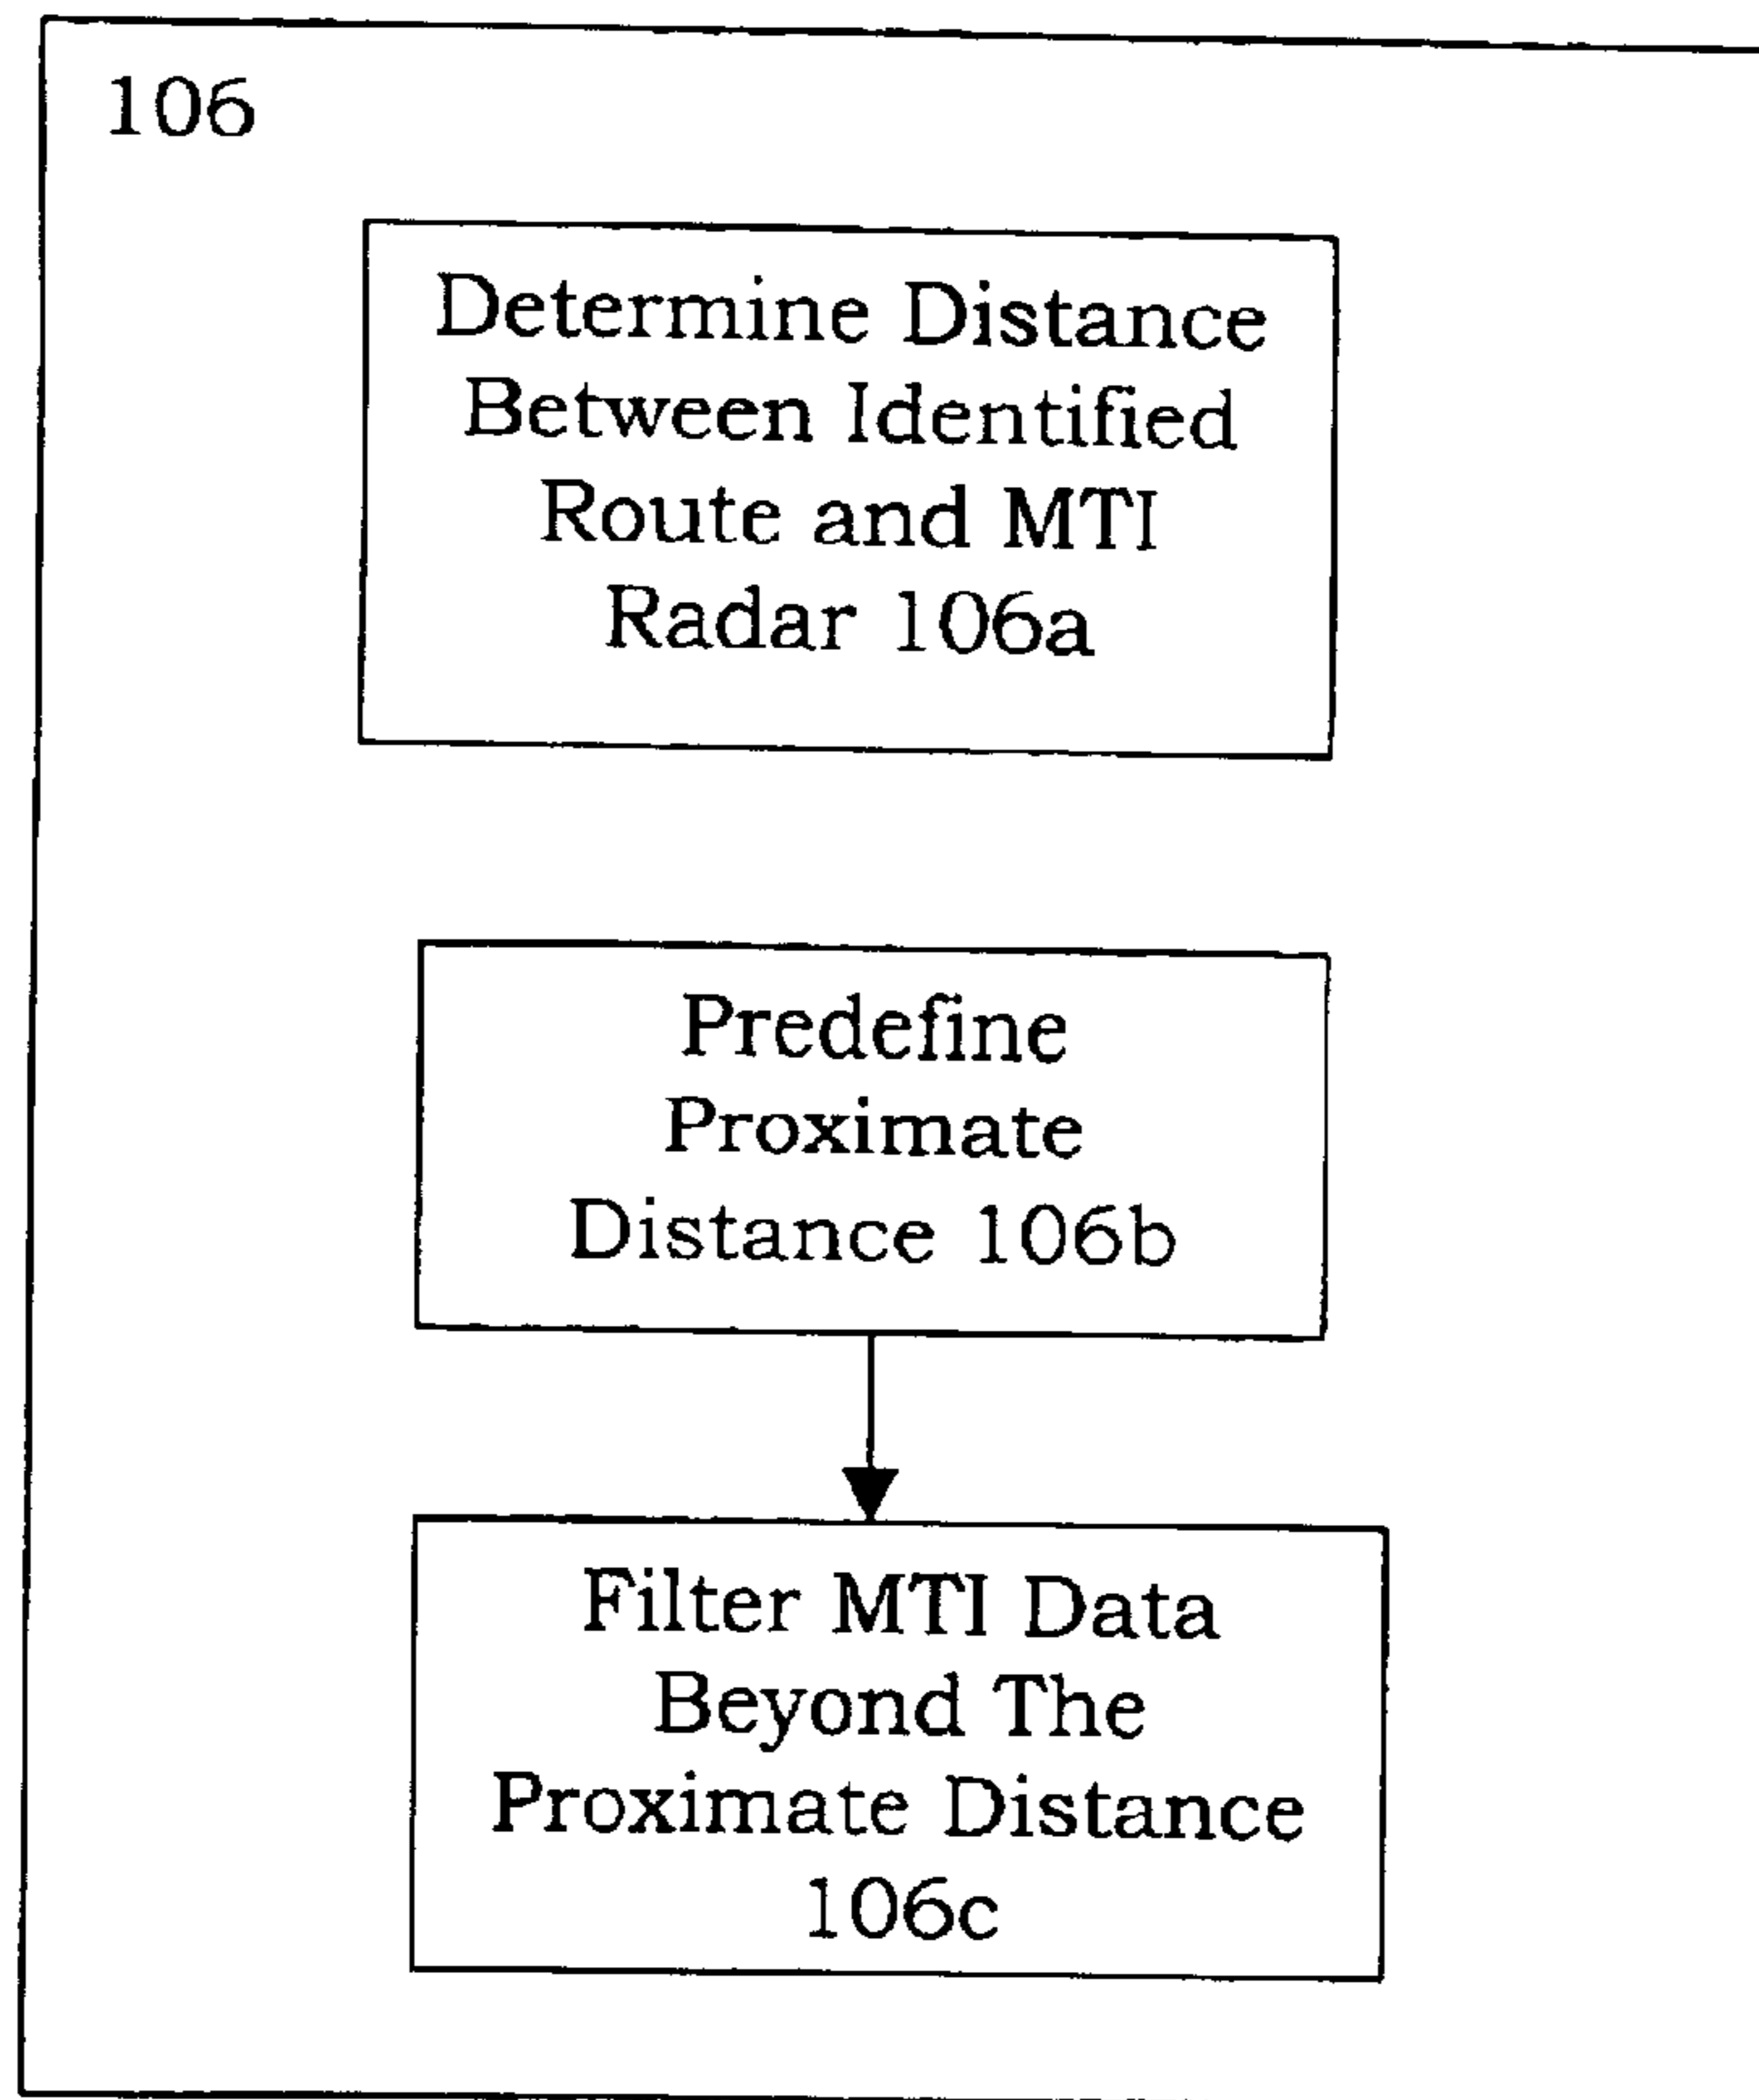 106
Determine Distance
Between Identified
Route and MTI
Radar 106a
Predefine
Proximate
Distance 106b
Filter MTI Data
Beyond The
Proximate Distance
106c